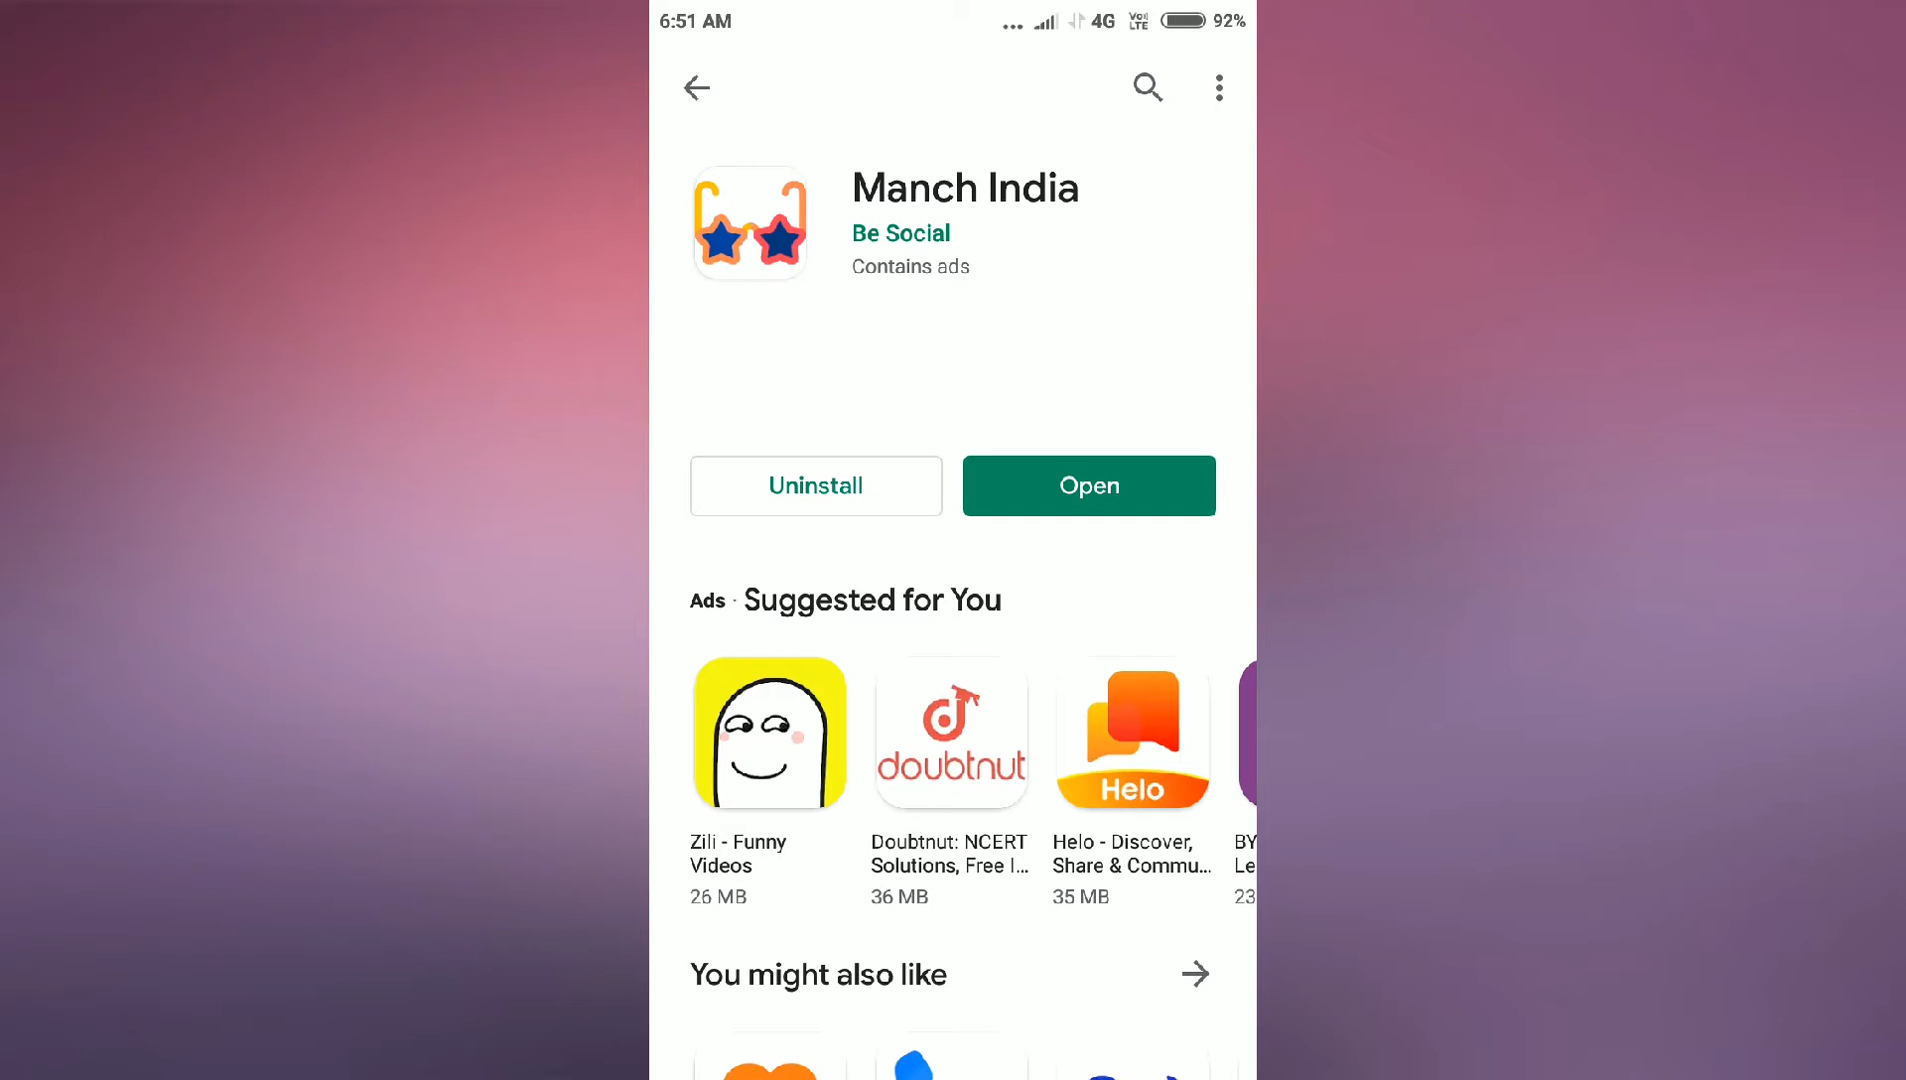 6:51 AM
4G VoI LTE 92%
Manch India
Be Social
Contains ads
Uninstall
Open
Ads · Suggested for You
doubtnut
Helo
Zili - Funny
Videos
26 MB
Doubtnut: NCERT
Solutions, Free I...
36 MB
Helo - Discover,
Share & Commu...
35 MB
BY
Le
23
You might also like